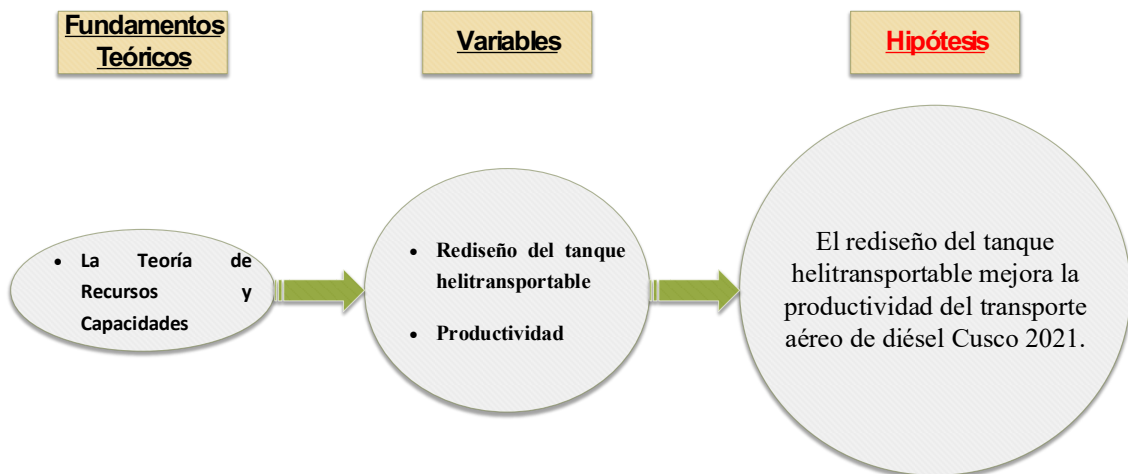 Fundamentos
Teóricos
Variables
Hipótesis
• La Teoría de
Recursos y
Capacidades
• Rediseño del tanque
helitransportable
• Productividad
El rediseño del tanque
helitransportable mejora la
productividad del transporte
aéreo de diésel Cusco 2021.